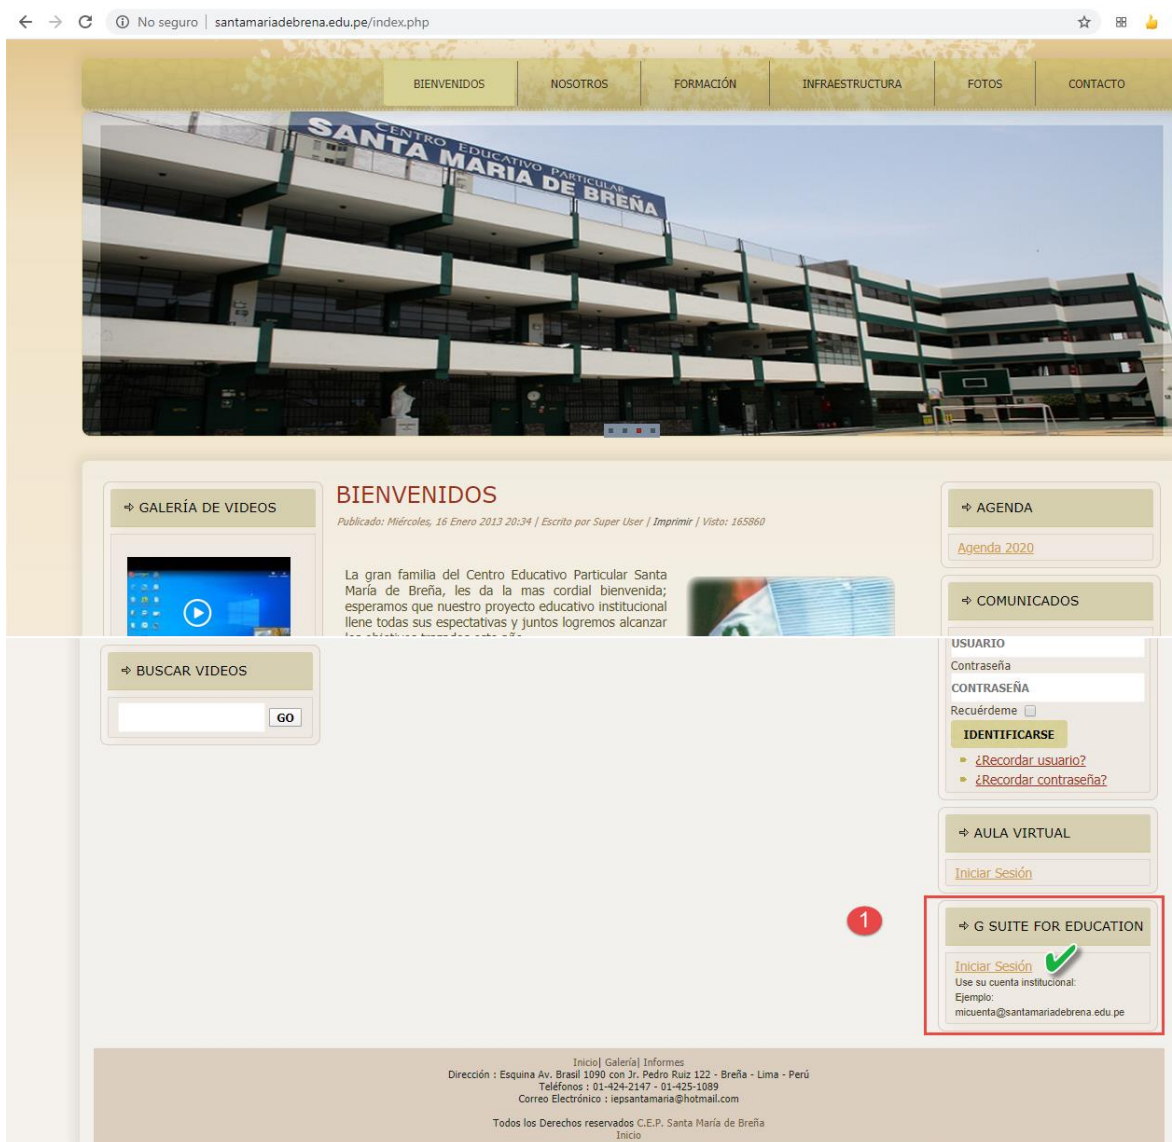 No seguro | santamariadebrena.edu.pe/index.php
BIENVENIDOS
NOSOTROS
FORMACIÓN
INFRAESTRUCTURA
FOTOS
CONTACTO
CENTRO EDUCATIVO PARTICULAR
SANTA MARIA DE BREÑA
GALERÍA DE VIDEOS
BIENVENIDOS
Publicado: Miércoles, 16 Enero 2013 20:34 | Escrito por Super User | Imprimir | Visto: 165860
La gran familia del Centro Educativo Particular Santa
María de Breña, les da la mas cordial bienvenida;
esperamos que nuestro proyecto educativo institucional
llene todas sus espectativas y juntos logremos alcanzar
AGENDA
Agenda 2020
COMUNICADOS
BUSCAR VIDEOS
GO
USUARIO
Contraseña
CONTRASEÑA
Recuérdeme
IDENTIFICARSE
¿Recordar usuario?
¿Recordar contraseña?
AULA VIRTUAL
Iniciar Sesión
1
G SUITE FOR EDUCATION
Iniciar Sesión
Use su cuenta institucional:
Ejemplo:
micuenta@santamariadebrena.edu.pe
Inicio| Galería| Informes
Dirección : Esquina Av. Brasil 1090 con Jr. Pedro Ruiz 122 - Breña - Lima - Perú
Teléfonos : 01-424-2147 - 01-425-1089
Correo Electrónico : iepsantamaria@hotmail.com
Todos los Derechos reservados C.E.P. Santa María de Breña
Inicio